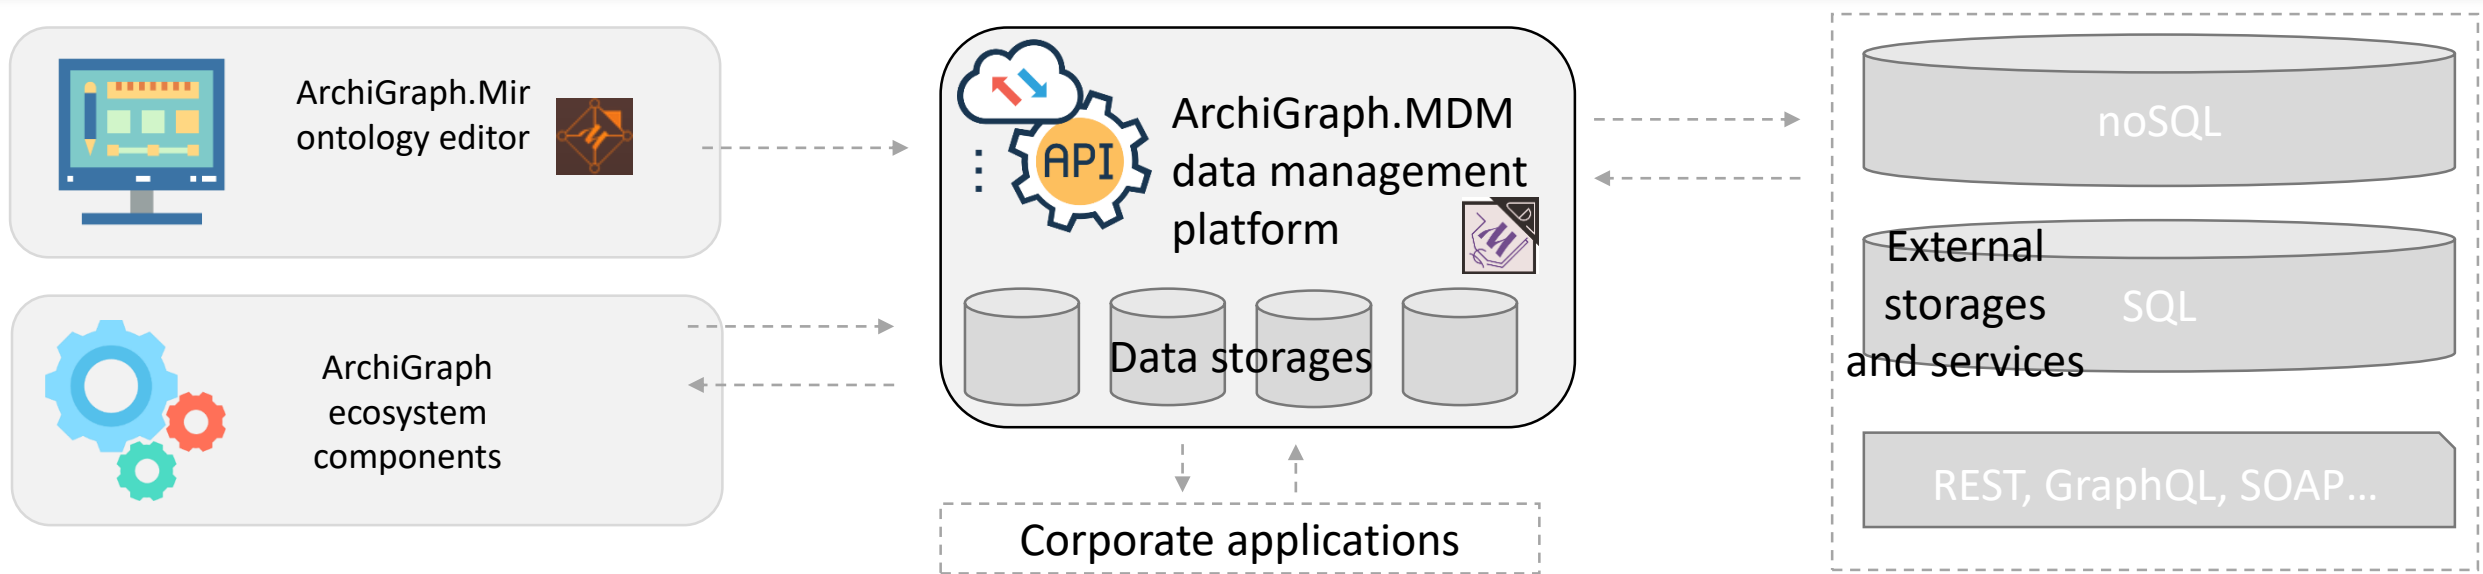 ArchiGraph.Mir
ontology editor
ArchiGraph
ecosystem
components
API
ArchiGraph.MDM
data management
platform
Data storages
Corporate applications
noSQL
External
storages
and services
SQL
REST, GraphQL, SOAP...